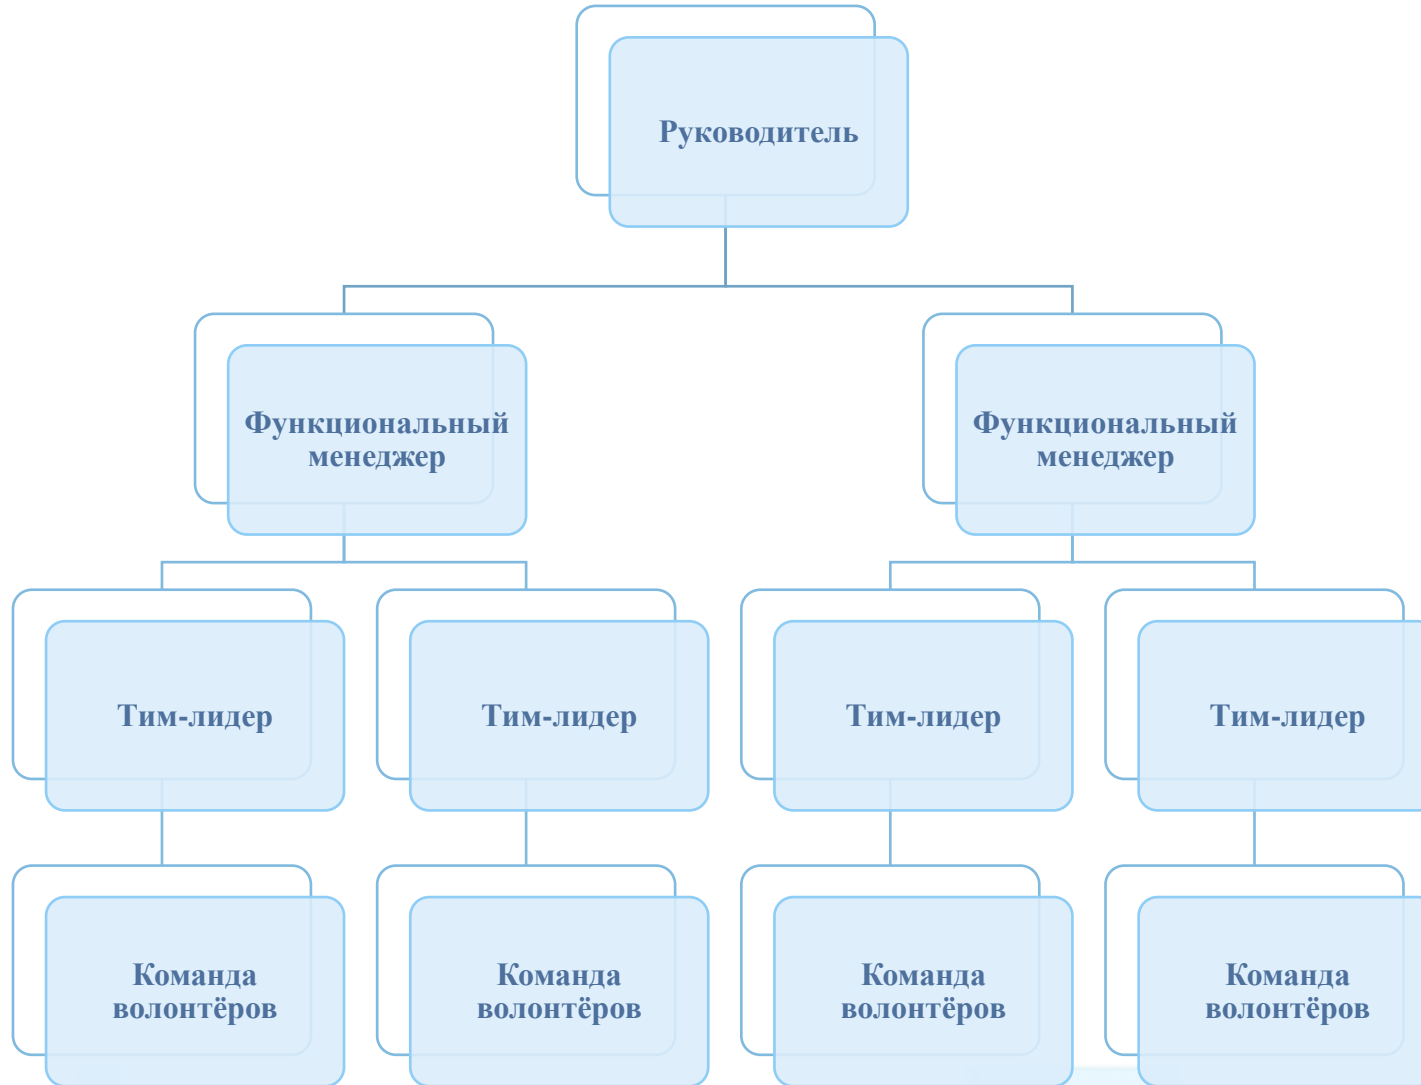 Руководитель
Функциональный
менеджер
Функциональный
менеджер
Тим-лидер
Тим-лидер
Тим-лидер
Тим-лидер
Команда
волонтёров
Команда
волонтёров
Команда
волонтёров
Команда
волонтёров